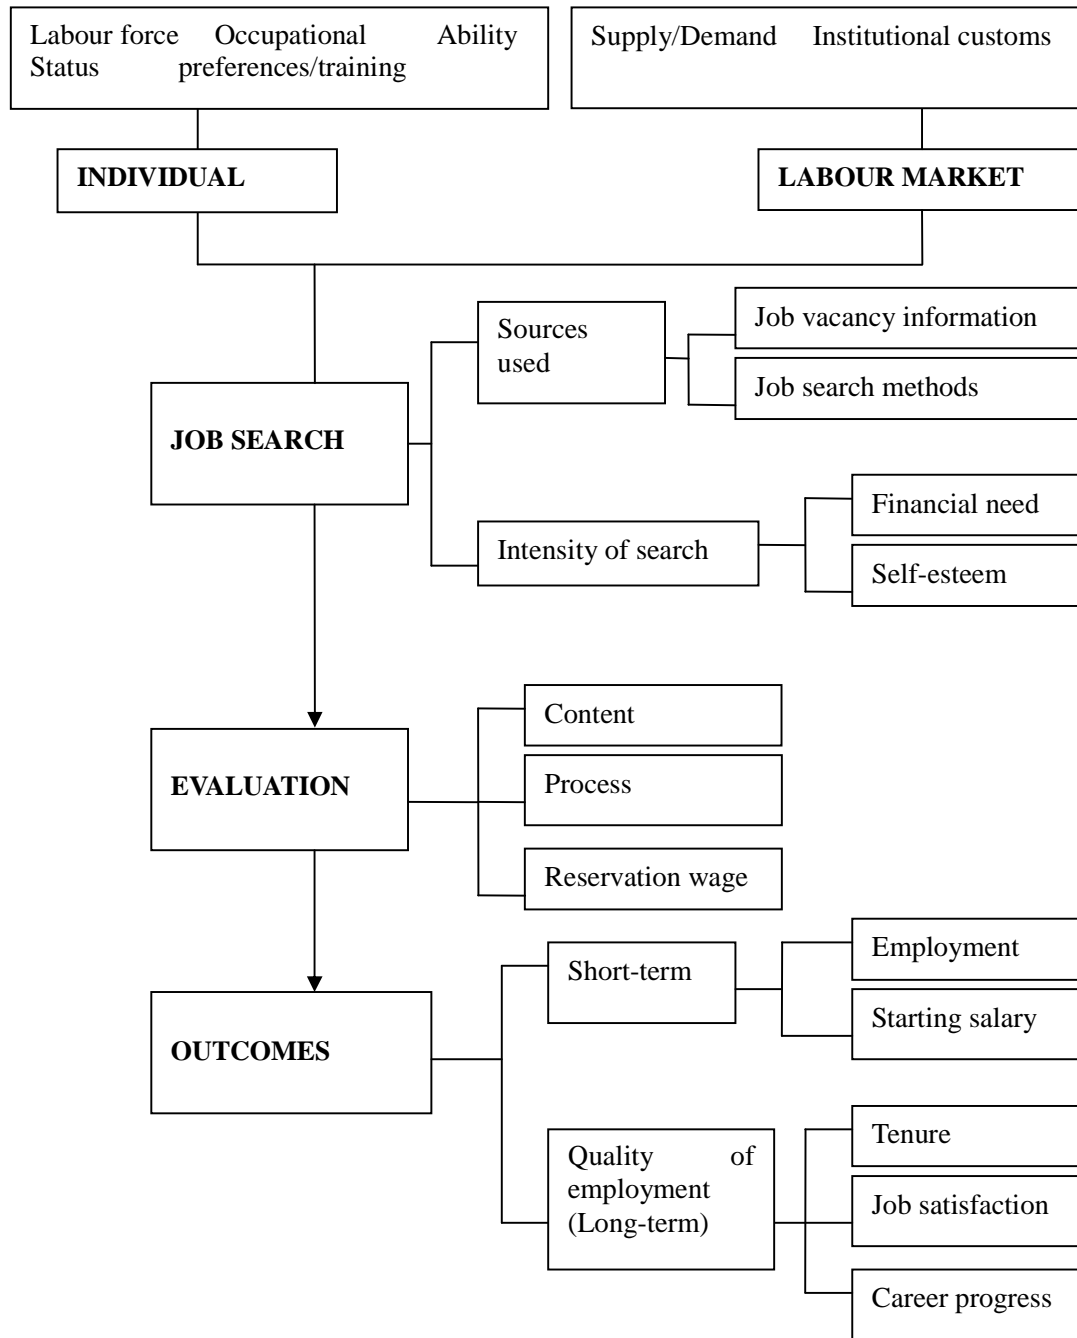 Labour force Occupational Ability
Status preferences/training
Supply/Demand Institutional customs
INDIVIDUAL
LABOUR MARKET
Sources
used
Job vacancy information
Job search methods
JOB SEARCH
Intensity of search
Financial need
Self-esteem
EVALUATION
Content
Process
Reservation wage
OUTCOMES
Short-term
Employment
Starting salary
Quality of
employment
(Long-term)
Tenure
Job satisfaction
Career progress